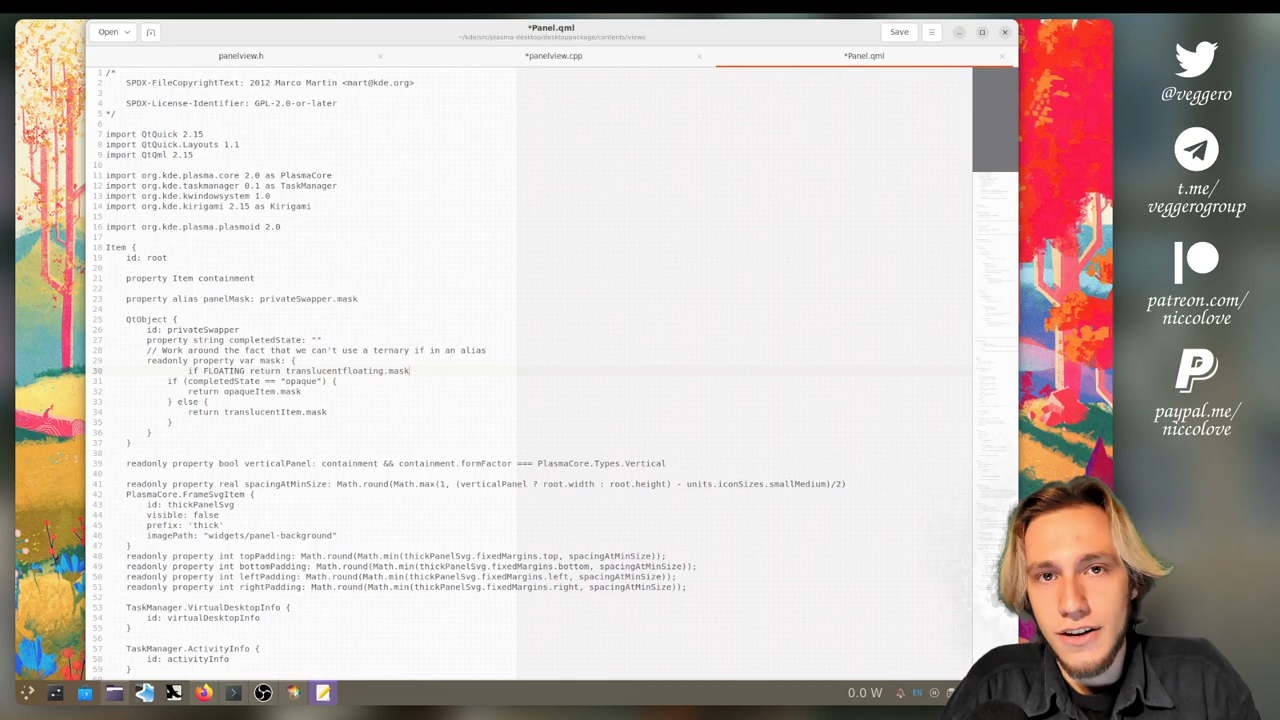 Open
*Panel.qml
~/kde/src/plasma-desktop/desktoppackage/contents/views
Save
panelview.h
*panelview.cpp
*Panel.qml
1 /*
2 SPDX-FileCopyrightText: 2012 Marco Martin <mart@kde.org>
3
4 SPDX-License-Identifier: GPL-2.0-or-later
5 */
6
7 import QtQuick 2.15
8 import QtQuick.Layouts 1.1
9 import QtQml 2.15
10
11 import org.kde.plasma.core 2.0 as PlasmaCore
12 import org.kde.taskmanager 0.1 as TaskManager
13 import org.kde.kwindowsystem 1.0
14 import org.kde.kirigami 2.15 as Kirigami
15
16 import org.kde.plasma.plasmoid 2.0
17
18 Item {
19 id: root
20
21 property Item containment
22
23 property alias panelMask: privateSwapper.mask
24
25 QtObject {
26 id: privateSwapper
27 property string completedState: ""
28 // Work around the fact that we can't use a ternary if in an alias
29 readonly property var mask: {
30 if FLOATING return translucentfloating.mask
31 if (completedState == "opaque") {
32 return opaqueItem.mask
33 } else {
34 return translucentItem.mask
35 }
36 }
37 }
38
39 readonly property bool verticalPanel: containment && containment.formFactor === PlasmaCore.Types.Vertical
40
41 readonly property real spacingAtMinSize: Math.round(Math.max(1, (verticalPanel ? root.width : root.height) - units.iconSizes.smallMedium)/2)
42 PlasmaCore.FrameSvgItem {
43 id: thickPanelSvg
44 visible: false
45 prefix: 'thick'
46 imagePath: "widgets/panel-background"
47 }
48 readonly property int topPadding: Math.round(Math.min(thickPanelSvg.fixedMargins.top, spacingAtMinSize));
49 readonly property int bottomPadding: Math.round(Math.min(thickPanelSvg.fixedMargins.bottom, spacingAtMinSize));
50 readonly property int leftPadding: Math.round(Math.min(thickPanelSvg.fixedMargins.left, spacingAtMinSize));
51 readonly property int rightPadding: Math.round(Math.min(thickPanelSvg.fixedMargins.right, spacingAtMinSize));
52
53 TaskManager.VirtualDesktopInfo {
54 id: virtualDesktopInfo
55 }
56
57 TaskManager.ActivityInfo {
58 id: activityInfo
59 }
0.0 W
EN
@veggero
t.me/
veggerogroup
patreon.com/
niccolove
paypal.me/
niccolove